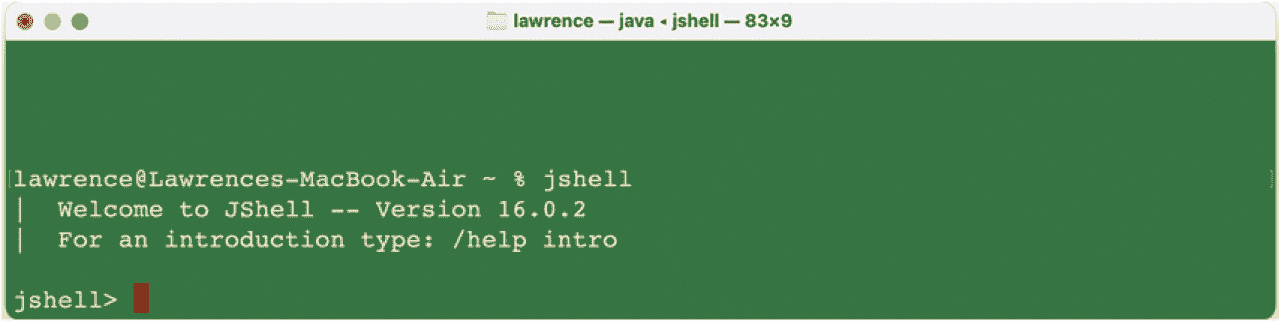 lawrence — java ◂ jshell — 83×9
lawrence@Lawrences-MacBook-Air ~ % jshell
|  Welcome to JShell -- Version 16.0.2
|  For an introduction type: /help intro
jshell>